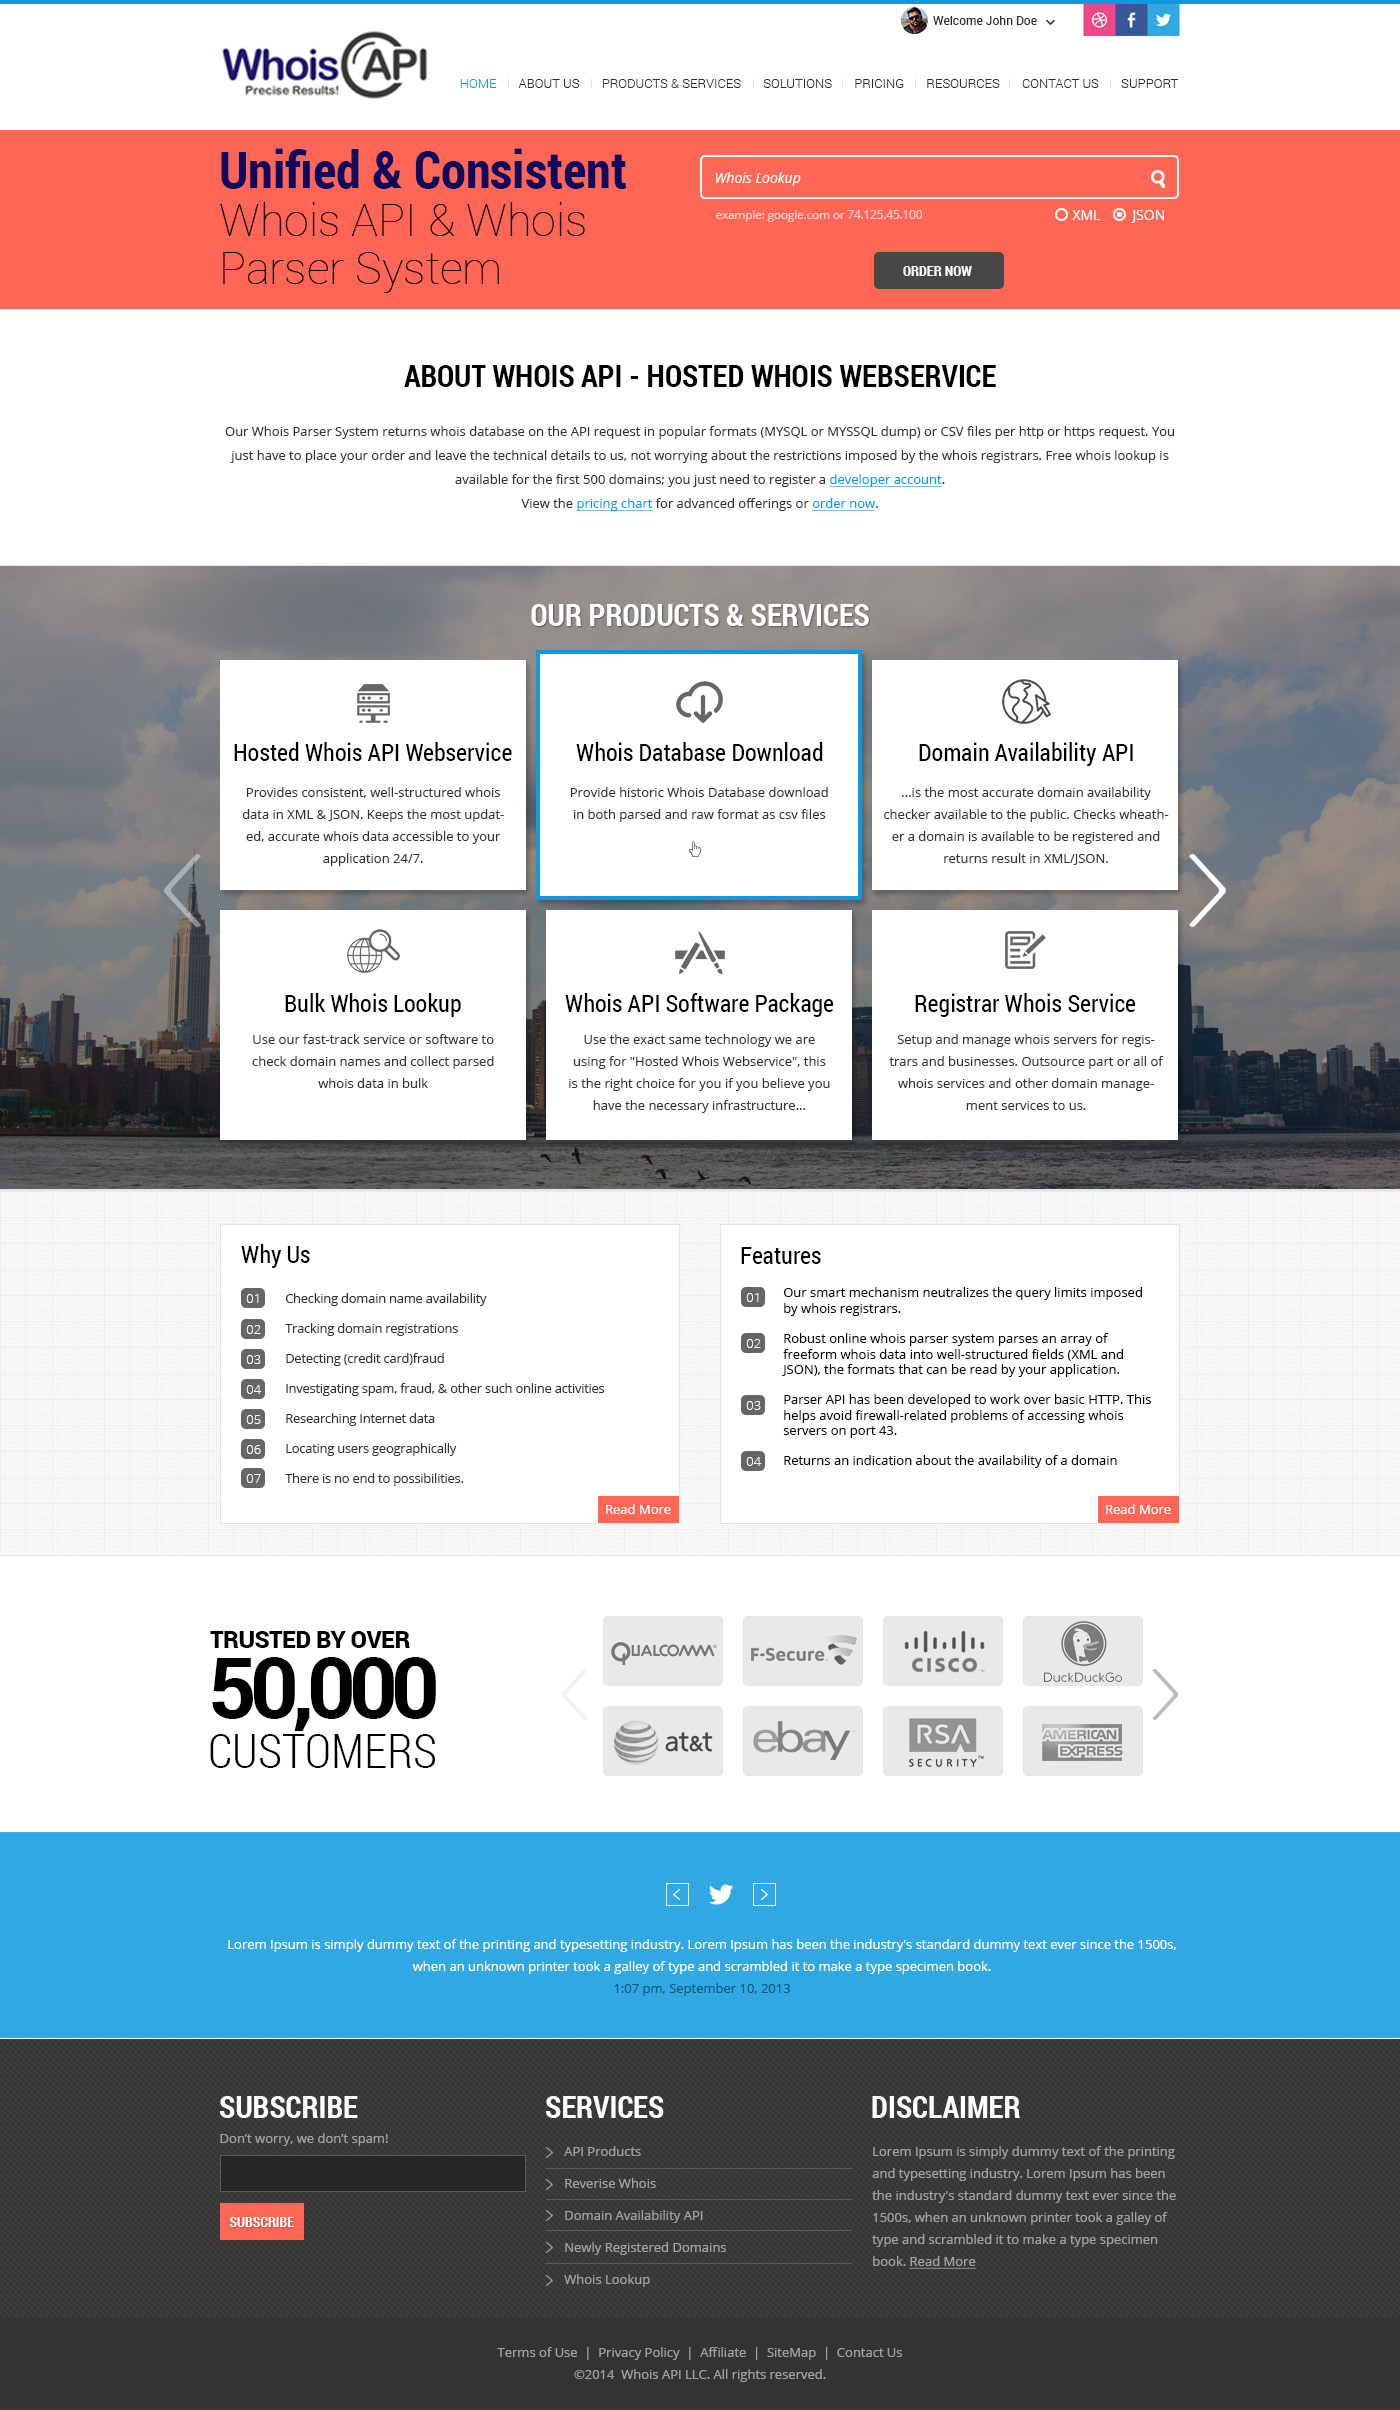 Welcome John Doe
WhoisAPI
Precise Results!
HOME
ABOUT US
PRODUCTS & SERVICES
SOLUTIONS
PRICING
RESOURCES
CONTACT US
SUPPORT
Unified & Consistent
Whois API & Whois
Parser System
Whois Lookup
example: google.com or 74.125.45.100
XML
JSON
ORDER NOW
ABOUT WHOIS API - HOSTED WHOIS WEBSERVICE
Our Whois Parser System returns whois database on the API request in popular formats (MYSQL or MYSSQL dump) or CSV files per http or https request. You
just have to place your order and leave the technical details to us, not worrying about the restrictions imposed by the whois registrars. Free whois lookup is
available for the first 500 domains; you just need to register a developer account.
View the pricing chart for advanced offerings or order now.
OUR PRODUCTS & SERVICES
Hosted Whois API Webservice
Provides consistent, well-structured whois
data in XML & JSON. Keeps the most updat-
ed, accurate whois data accessible to your
application 24/7.
Whois Database Download
Provide historic Whois Database download
in both parsed and raw format as csv files
Domain Availability API
...is the most accurate domain availability
checker available to the public. Checks wheath-
er a domain is available to be registered and
returns result in XML/JSON.
Bulk Whois Lookup
Use our fast-track service or software to
check domain names and collect parsed
whois data in bulk
Whois API Software Package
Use the exact same technology we are
using for "Hosted Whois Webservice", this
is the right choice for you if you believe you
have the necessary infrastructure...
Registrar Whois Service
Setup and manage whois servers for regis-
trars and businesses. Outsource part or all of
whois services and other domain manage-
ment services to us.
Why Us
01 Checking domain name availability
02 Tracking domain registrations
03 Detecting (credit card)fraud
04 Investigating spam, fraud, & other such online activities
05 Researching Internet data
06 Locating users geographically
07 There is no end to possibilities.
Read More
Features
01 Our smart mechanism neutralizes the query limits imposed
by whois registrars.
02 Robust online whois parser system parses an array of
freeform whois data into well-structured fields (XML and
JSON), the formats that can be read by your application.
03 Parser API has been developed to work over basic HTTP. This
helps avoid firewall-related problems of accessing whois
servers on port 43.
04 Returns an indication about the availability of a domain
Read More
TRUSTED BY OVER
50,000
CUSTOMERS
QUALCOMM
F-Secure
CISCO
DuckDuckGo
at&t
ebay
RSA
SECURITY™
AMERICAN
EXPRESS
Lorem Ipsum is simply dummy text of the printing and typesetting industry. Lorem Ipsum has been the industry's standard dummy text ever since the 1500s,
when an unknown printer took a galley of type and scrambled it to make a type specimen book.
1:07 pm, September 10, 2013
SUBSCRIBE
Don't worry, we don't spam!
SUBSCRIBE
SERVICES
API Products
Reverise Whois
Domain Availability API
Newly Registered Domains
Whois Lookup
DISCLAIMER
Lorem Ipsum is simply dummy text of the printing
and typesetting industry. Lorem Ipsum has been
the industry's standard dummy text ever since the
1500s, when an unknown printer took a galley of
type and scrambled it to make a type specimen
book. Read More
Terms of Use | Privacy Policy | Affiliate | SiteMap | Contact Us
©2014 Whois API LLC. All rights reserved.